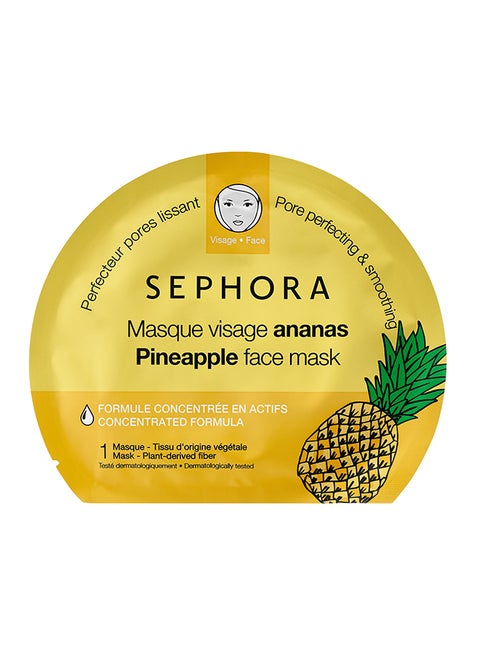 Perfecteur pores lissant
Pore perfecting & smoothing
Visage • Face
SEPHORA
Masque visage ananas
Pineapple face mask
FORMULE CONCENTRÉE EN ACTIFS
CONCENTRATED FORMULA
1 Masque - Tissu d'origine végétale
Mask - Plant-derived fiber
Testé dermatologiquement • Dermatologically tested